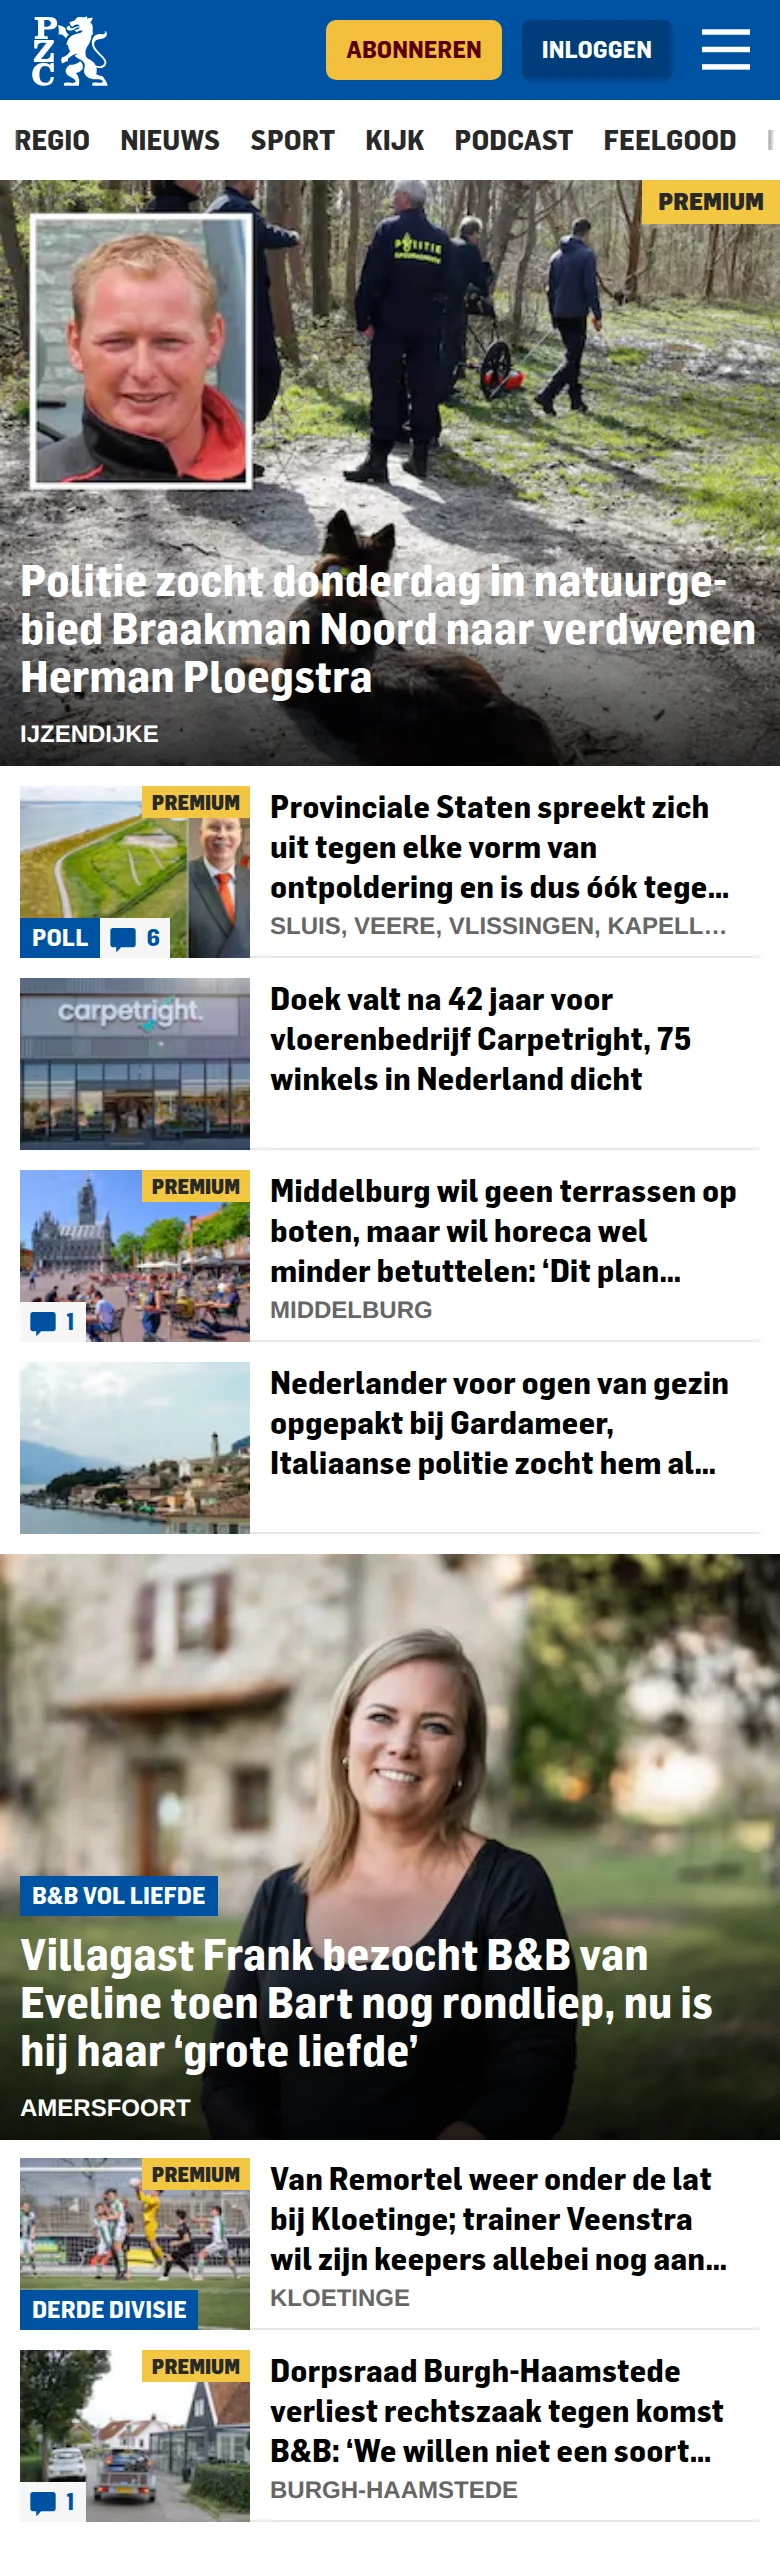 PZC
ABONNEREN
INLOGGEN
REGIO NIEUWS SPORT KIJK PODCAST FEELGOOD
PREMIUM
POLITIE
Politie zocht donderdag in natuurge-
bied Braakman Noord naar verdwenen
Herman Ploegstra
IJZENDIJKE
PREMIUM
POLL
6
Provinciale Staten spreekt zich
uit tegen elke vorm van
ontpoldering en is dus óók tege...
SLUIS, VEERE, VLISSINGEN, KAPELL...
carpetright.
Doek valt na 42 jaar voor
vloerenbedrijf Carpetright, 75
winkels in Nederland dicht
PREMIUM
1
Middelburg wil geen terrassen op
boten, maar wil horeca wel
minder betuttelen: ‘Dit plan...
MIDDELBURG
Nederlander voor ogen van gezin
opgepakt bij Gardameer,
Italiaanse politie zocht hem al...
B&B VOL LIEFDE
Villagast Frank bezocht B&B van
Eveline toen Bart nog rondliep, nu is
hij haar ‘grote liefde’
AMERSFOORT
PREMIUM
DERDE DIVISIE
Van Remortel weer onder de lat
bij Kloetinge; trainer Veenstra
wil zijn keepers allebei nog aan...
KLOETINGE
PREMIUM
1
Dorpsraad Burgh-Haamstede
verliest rechtszaak tegen komst
B&B: ‘We willen niet een soort...
BURGH-HAAMSTEDE